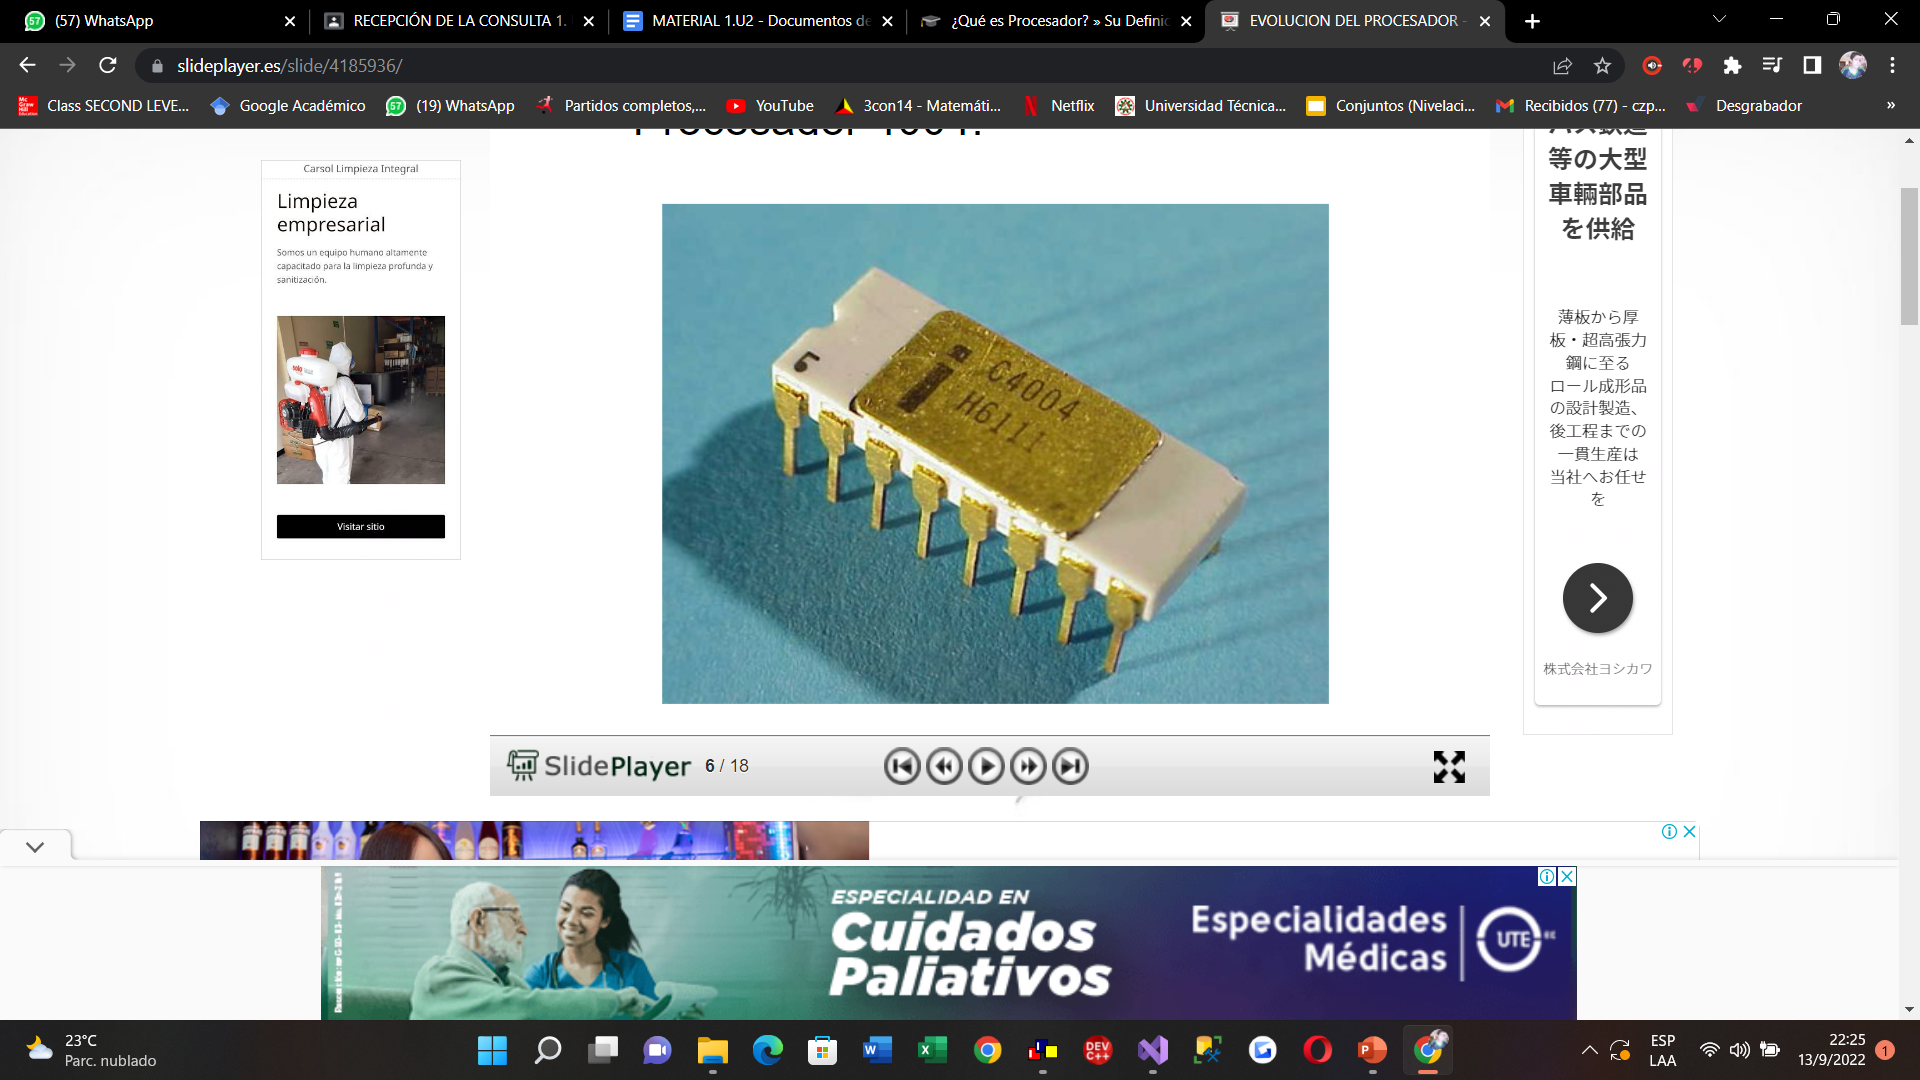 (57) WhatsApp
RECEPCIÓN DE LA CONSULTA 1.
MATERIAL 1.U2 - Documentos de
¿Qué es Procesador? » Su Definic
EVOLUCION DEL PROCESADOR -
slideplayer.es/slide/4185936/
Class SECOND LEVE...
Google Académico
(19) WhatsApp
Partidos completos,...
YouTube
3con14 - Matemáti...
Netflix
Universidad Técnica...
Conjuntos (Nivelaci...
Recibidos (77) - czp...
Desgrabador
»
Procesador 4004:
Carsol Limpieza Integral
Limpieza
empresarial
Somos un equipo humano altamente
capacitado para la limpieza profunda y
sanitización.
Visitar sitio
C4004
H6111
等の大型
車輛部品
を供給
薄板から厚
板・超高張力
鋼に至る
ロール成形品
の設計製造、
後工程までの
一貫生産は
当社へお任せ
を
株式会社ヨシカワ
SlidePlayer
6 / 18
ESPECIALIDAD EN
Cuidados
Paliativos
Especialidades
Médicas
UTE
23°C
Parc. nublado
ESP
LAA
22:25
13/9/2022
1